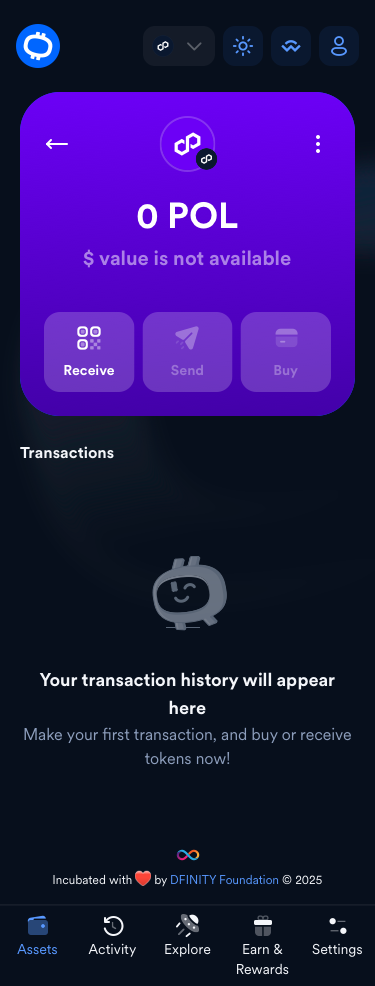 0 POL
$ value is not available
Receive
Send
Buy
Transactions
Your transaction history will appear
here
Make your first transaction, and buy or receive
tokens now!
Incubated with ❤️ by DFINITY Foundation © 2025
Assets
Activity
Explore
Earn &
Rewards
Settings